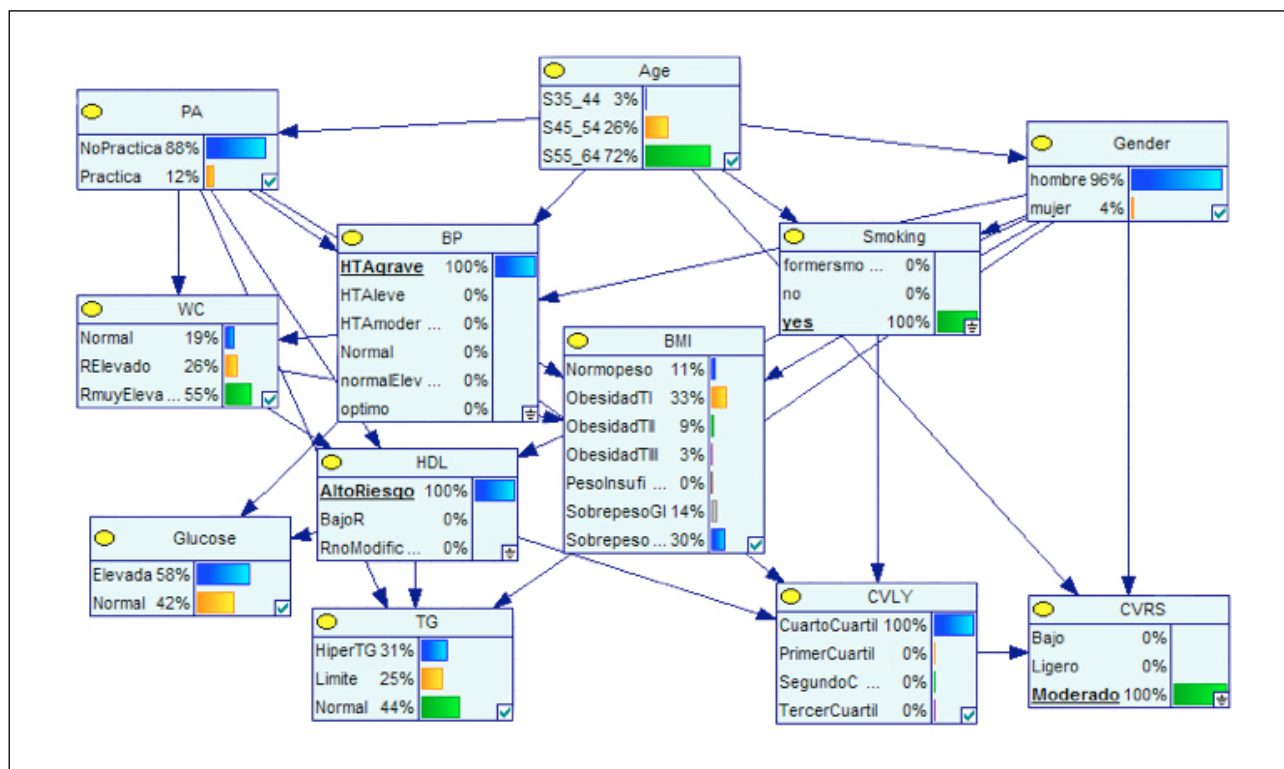 Age
S35_44 3%
S45_54 26%
S55_64 72%
PA
NoPractica 88%
Practica 12%
Gender
hombre 96%
mujer 4%
BP
HTAgrave 100%
HTAleve 0%
HTAmoder ... 0%
Normal 0%
normalElev ... 0%
optimo 0%
Smoking
formersmo ... 0%
no 0%
yes 100%
WC
Normal 19%
RElevado 26%
RmuyEleva ... 55%
BMI
Normopeso 11%
ObesidadTI 33%
ObesidadTII 9%
ObesidadTIII 3%
PesoInsufi ... 0%
SobrepesoGI 14%
Sobrepeso ... 30%
HDL
AltoRiesgo 100%
BajoR 0%
RnoModific ... 0%
Glucose
Elevada 58%
Normal 42%
TG
HiperTG 31%
Limite 25%
Normal 44%
CVLY
CuartoCuartil 100%
PrimerCuartil 0%
SegundoC ... 0%
TercerCuartil 0%
CVRS
Bajo 0%
Ligero 0%
Moderado 100%